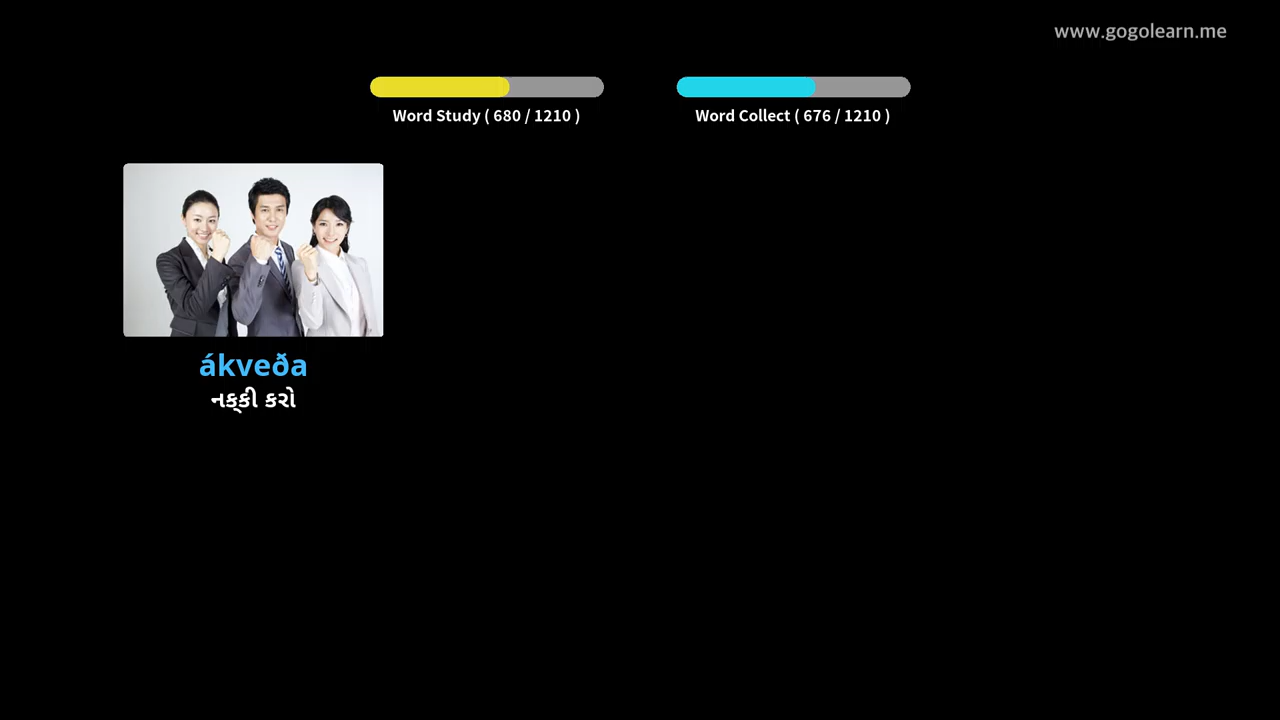 www.gogolearn.me
Word Study ( 680 / 1210 )
Word Collect ( 676 / 1210 )
ákveða
નક્કી કરો